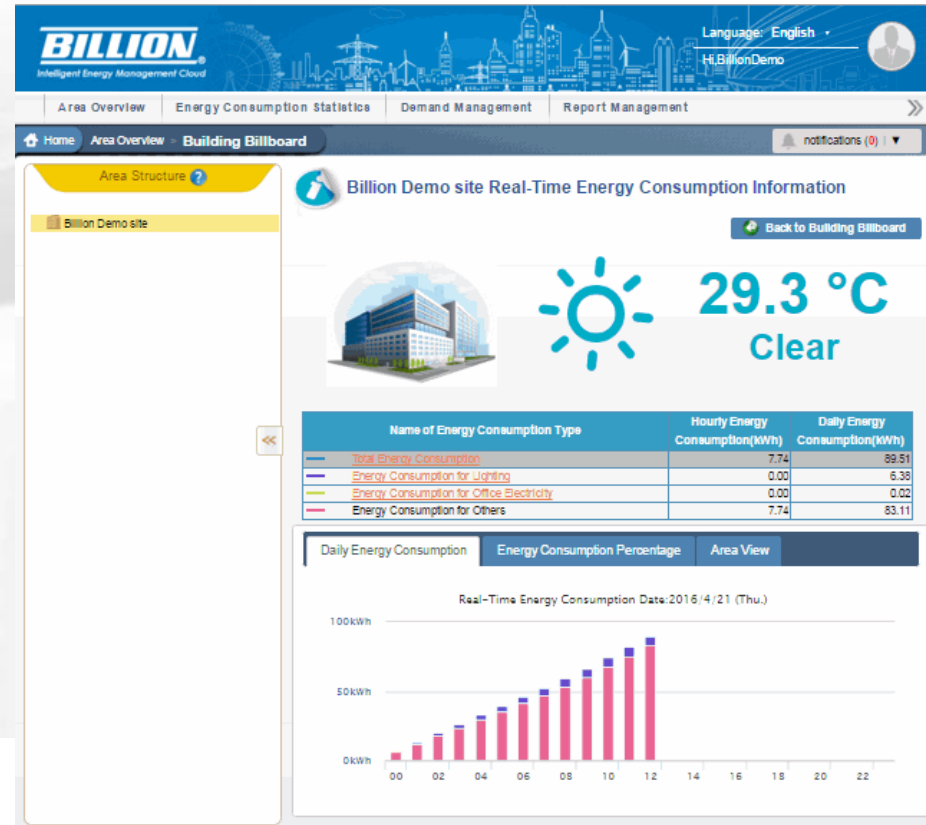 BILLION®
Intelligent Energy Management Cloud
Language: English
Hi,BillionDemo
Area Overview Energy Consumption Statistics Demand Management Report Management
Home Area Overview » Building Billboard
notifications (0) | ▼
Area Structure ?
Billion Demo site
Billion Demo site Real-Time Energy Consumption Information
Back to Building Billboard
29.3 °C
Clear
Name of Energy Consumption Type Hourly Energy Consumption(kWh) Daily Energy Consumption(kWh)
Total Energy Consumption 7.74 89.51
Energy Consumption for Lighting 0.00 6.38
Energy Consumption for Office Electricity 0.00 0.02
Energy Consumption for Others 7.74 83.11
Daily Energy Consumption Energy Consumption Percentage Area View
Real-Time Energy Consumption Date:2016/4/21 (Thu.)
100kWh
50kWh
0kWh
00 02 04 06 08 10 12 14 16 18 20 22